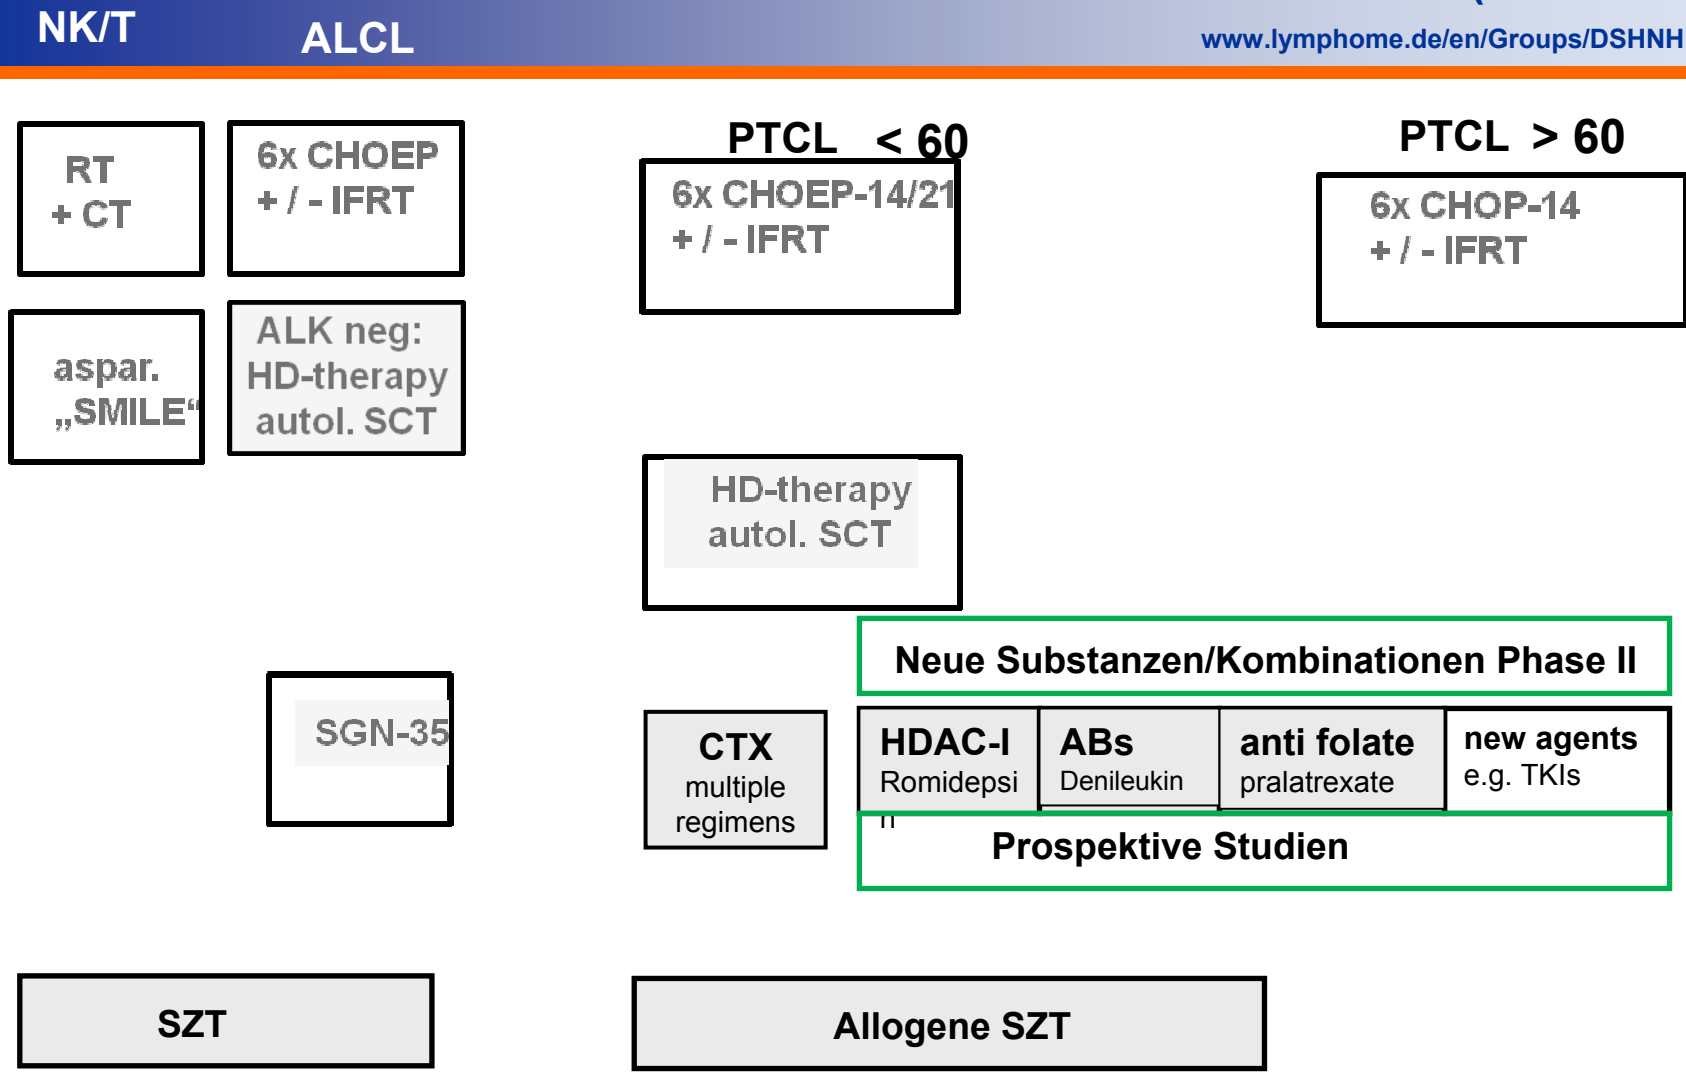 NK/T
ALCL
www.lymphome.de/en/Groups/DSHNH
RT
+ CT
6x CHOEP
+ / - IFRT
PTCL < 60
6x CHOEP-14/21
+ / - IFRT
PTCL > 60
6x CHOP-14
+ / - IFRT
aspar.
„SMILE“
ALK neg:
HD-therapy
autol. SCT
HD-therapy
autol. SCT
Neue Substanzen/Kombinationen Phase II
SGN-35
CTX
multiple
regimens
HDAC-I
Romidepsi
n
ABs
Denileukin
anti folate
pralatrexate
new agents
e.g. TKIs
Prospektive Studien
SZT
Allogene SZT